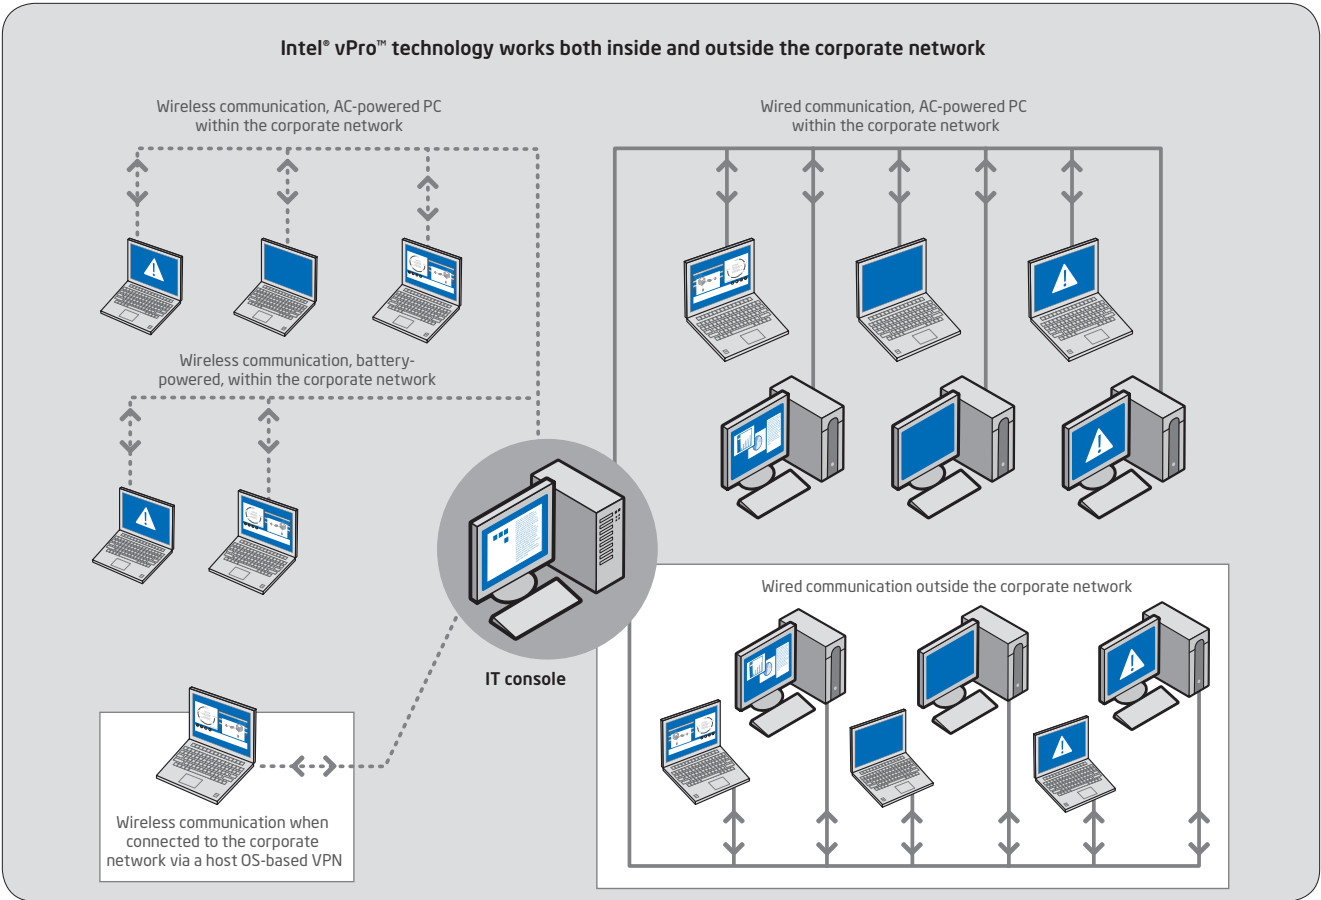 Intel® vPro™ technology works both inside and outside the corporate network
Wireless communication, AC-powered PC
within the corporate network
Wired communication, AC-powered PC
within the corporate network
Wireless communication, battery-
powered, within the corporate network
IT console
Wired communication outside the corporate network
Wireless communication when
connected to the corporate
network via a host OS-based VPN